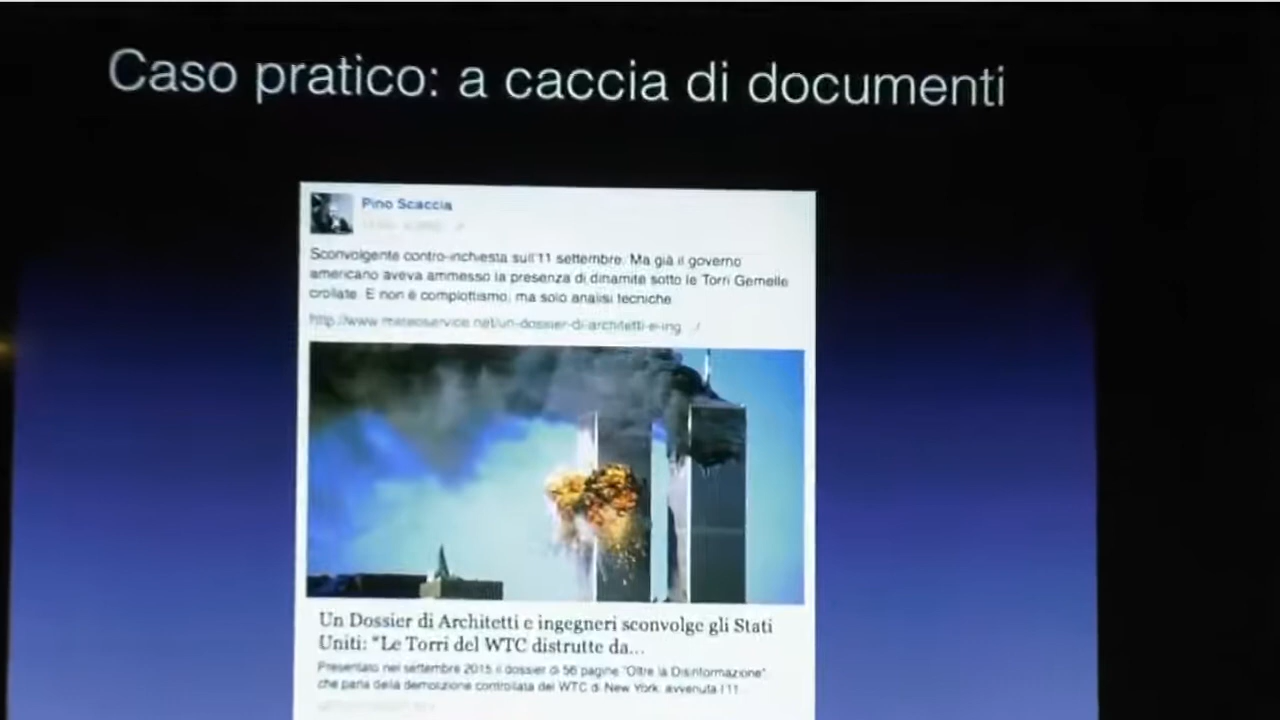 Caso pratico: a caccia di documenti
Pino Scaccia
Sconvolgente contro-inchiesta sull'11 settembre. Ma già il governo
americano aveva ammesso la presenza di dinamite sotto le Torri Gemelle
crollate. E non è complottismo, ma solo analisi tecniche.
http://www.meteoservice.net/un-dossier-di-architetti-e-ing.../
Un Dossier di Architetti e ingegneri sconvolge gli Stati
Uniti: "Le Torri del WTC distrutte da...
Presentato nel settembre 2015 il dossier di 56 pagine "Oltre la Disinformazione"
che parla della demolizione controllata del WTC di New York, avvenuta l'11